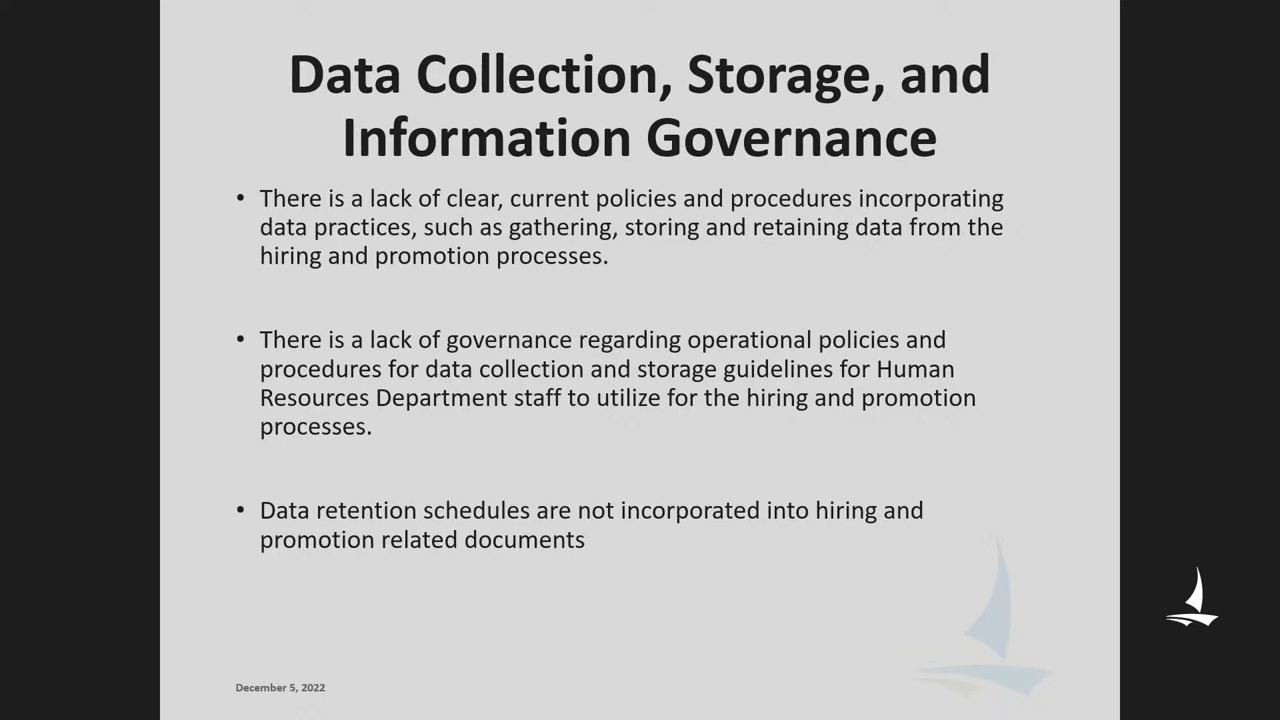 Data Collection, Storage, and
Information Governance
• There is a lack of clear, current policies and procedures incorporating
data practices, such as gathering, storing and retaining data from the
hiring and promotion processes.
• There is a lack of governance regarding operational policies and
procedures for data collection and storage guidelines for Human
Resources Department staff to utilize for the hiring and promotion
processes.
• Data retention schedules are not incorporated into hiring and
promotion related documents
December 5, 2022